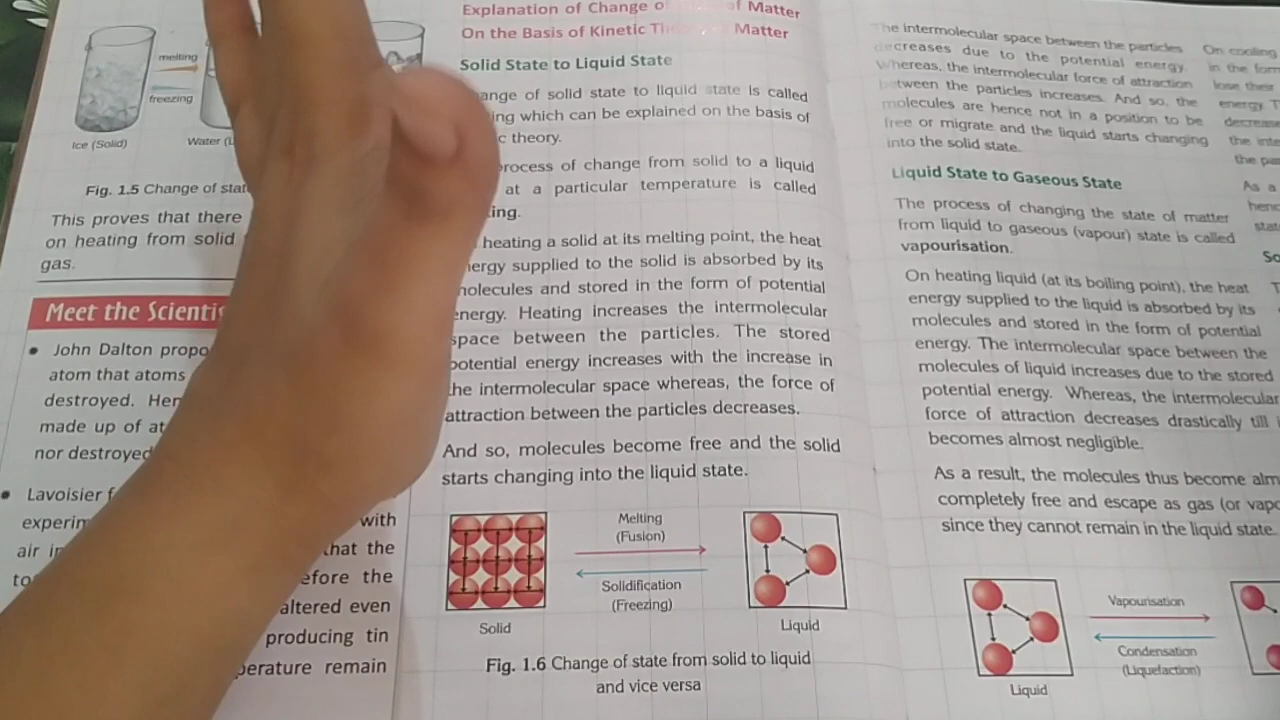 melting
freezing
Ice (Solid)
Water
Fig. 1.5 Change of
This proves that there
on heating from solid
gas.
Meet the
John Dalton
atom that atoms
destroyed.
made up of
nor
Lavoisier
with
air
that the
before the
altered even
producing tin
remain
Explanation of Change of Matter
On the Basis of Kinetic Matter
Solid State to Liquid State
of solid state to liquid state is called
which can be explained on the basis of
theory.
process of change from solid to a liquid
at a particular temperature is called
heating a solid at its melting point, the heat
energy supplied to the solid is absorbed by its
molecules and stored in the form of potential
energy. Heating increases the intermolecular
space between the particles. The stored
potential energy increases with the increase in
the intermolecular space whereas, the force of
attraction between the particles decreases.
And so, molecules become free and the solid
starts changing into the liquid state.
Melting
(Fusion)
Solidification
(Freezing)
Solid
Liquid
Fig. 1.6 Change of state from solid to liquid
and vice versa
The intermolecular space between the particles
decreases due to the potential energy.
Whereas, the intermolecular force of attraction
between the particles increases. And so, the
molecules are hence not in a position to be
free or migrate and the liquid starts changing
into the solid state.
Liquid State to Gaseous State
The process of changing the state of matter
from liquid to gaseous (vapour) state is called
vapourisation.
On heating liquid (at its boiling point), the heat
energy supplied to the liquid is absorbed by its
molecules and stored in the form of potential
energy. The intermolecular space between the
molecules of liquid increases due to the stored
potential energy. Whereas, the intermolecular
force of attraction decreases drastically till
becomes almost negligible.
As a result, the molecules thus become
completely free and escape as gas (or
since they cannot remain in the liquid state.
Vapourisation
Condensation
(Liquefaction)
Liquid
On cooling
in the form
lose their
energy.
the
the
As a